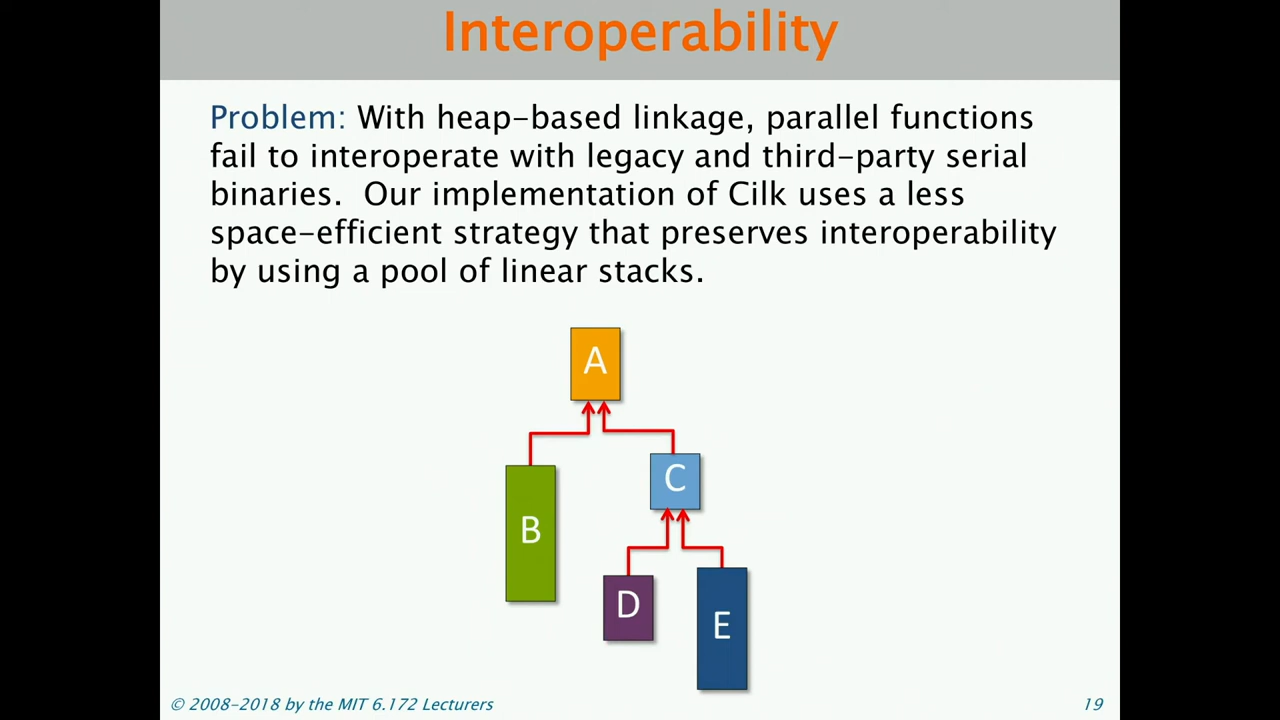 Interoperability
Problem: With heap-based linkage, parallel functions
fail to interoperate with legacy and third-party serial
binaries. Our implementation of Cilk uses a less
space-efficient strategy that preserves interoperability
by using a pool of linear stacks.
A
C
B
D
E
© 2008-2018 by the MIT 6.172 Lecturers
19